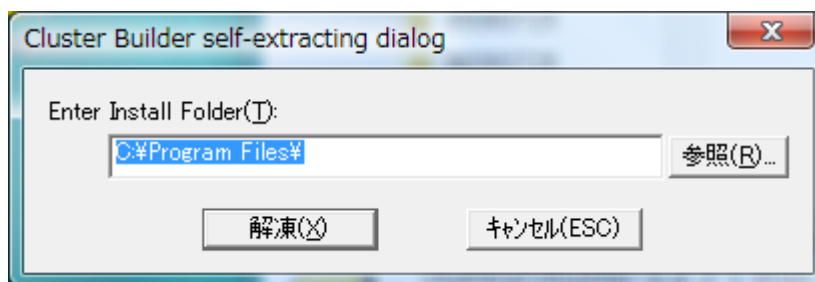 Cluster Builder self-extracting dialog
Enter Install Folder(T):
C:¥Program Files¥
参照(R)...
解凍(X)
ｷｬﾝｾﾙ(ESC)